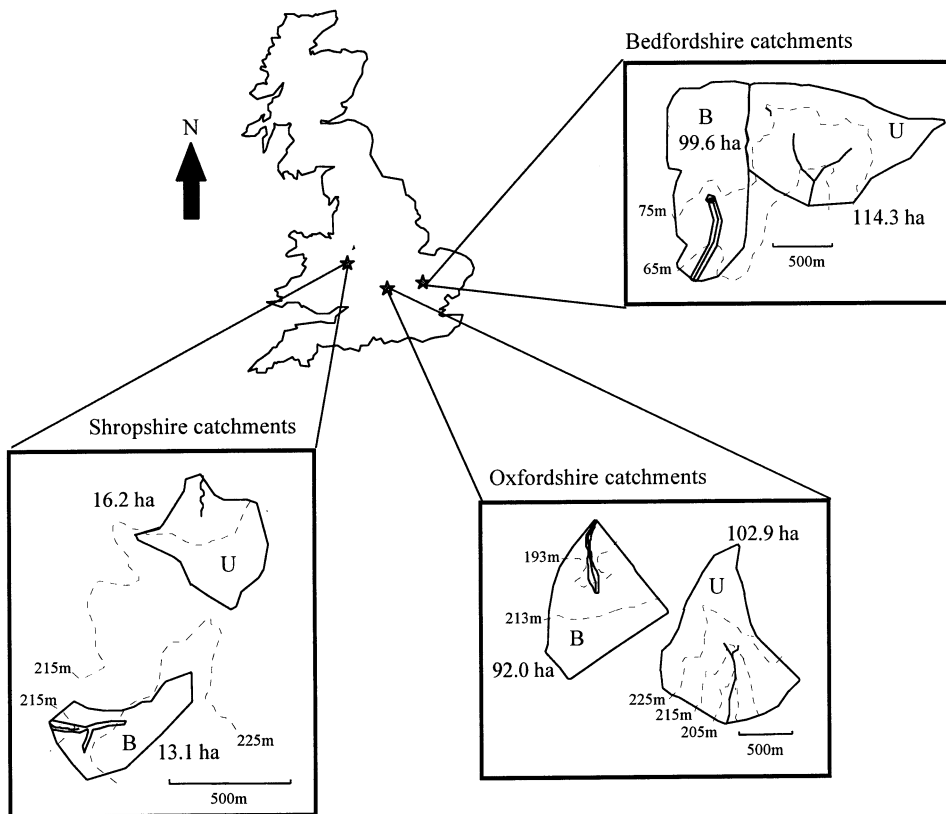 Bedfordshire catchments
N
B
99.6 ha
U
75m
114.3 ha
65m
500m
Shropshire catchments
16.2 ha
U
215m
215m
B
225m
13.1 ha
500m
Oxfordshire catchments
102.9 ha
193m
U
213m
B
92.0 ha
225m
215m
205m
500m